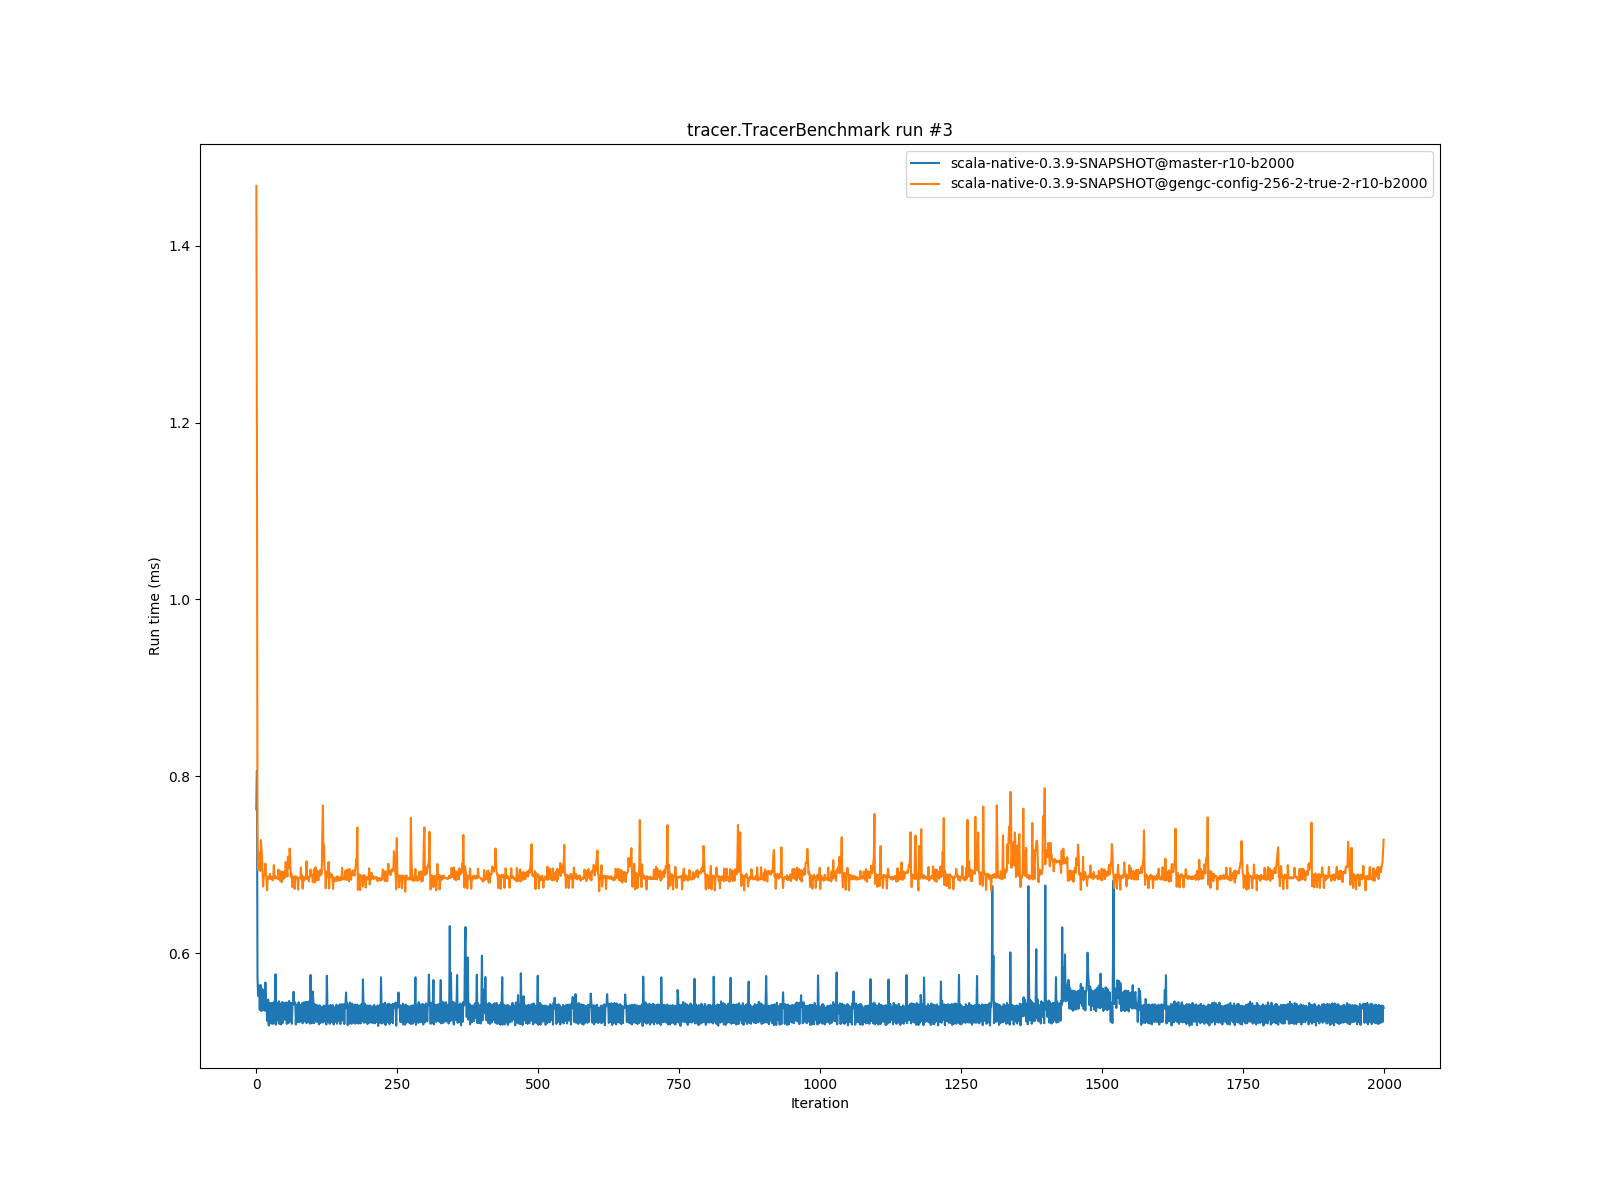 tracer.TracerBenchmark run #3
scala-native-0.3.9-SNAPSHOT@master-r10-b2000
scala-native-0.3.9-SNAPSHOT@gengc-config-256-2-true-2-r10-b2000
1.4
1.2
1.0
0.8
0.6
Run time (ms)
0 250 500 750 1000 1250 1500 1750 2000
Iteration